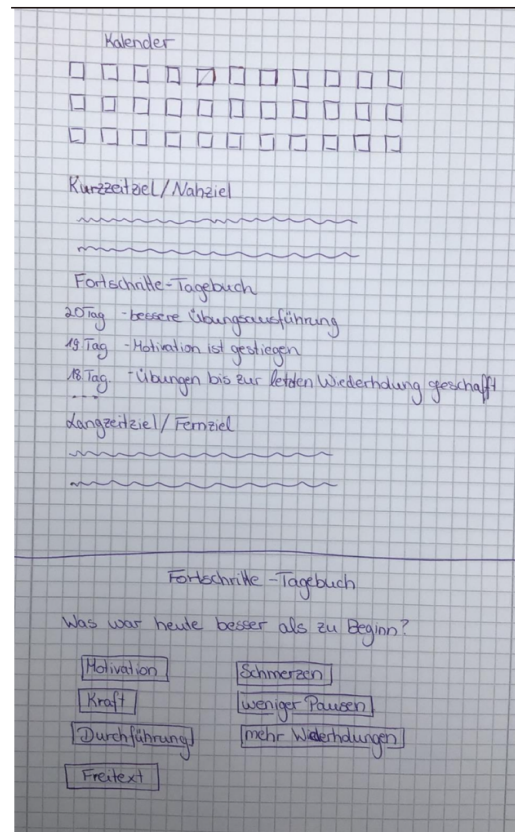 Kalender
Kurzzeitziel/Nahziel
Fortschritte-Tagebuch
20 Tag - bessere Übungsausführung
19. Tag - Motivation ist gestiegen
18. Tag. - Übungen bis zur letzten Wiederholung geschafft
...
Langzeitziel/Fernziel
Fortschritte-Tagebuch
Was war heute besser als zu Beginn?
Motivation Schmerzen
Kraft weniger Pausen
Durchführung mehr Wiederholungen
Freitext